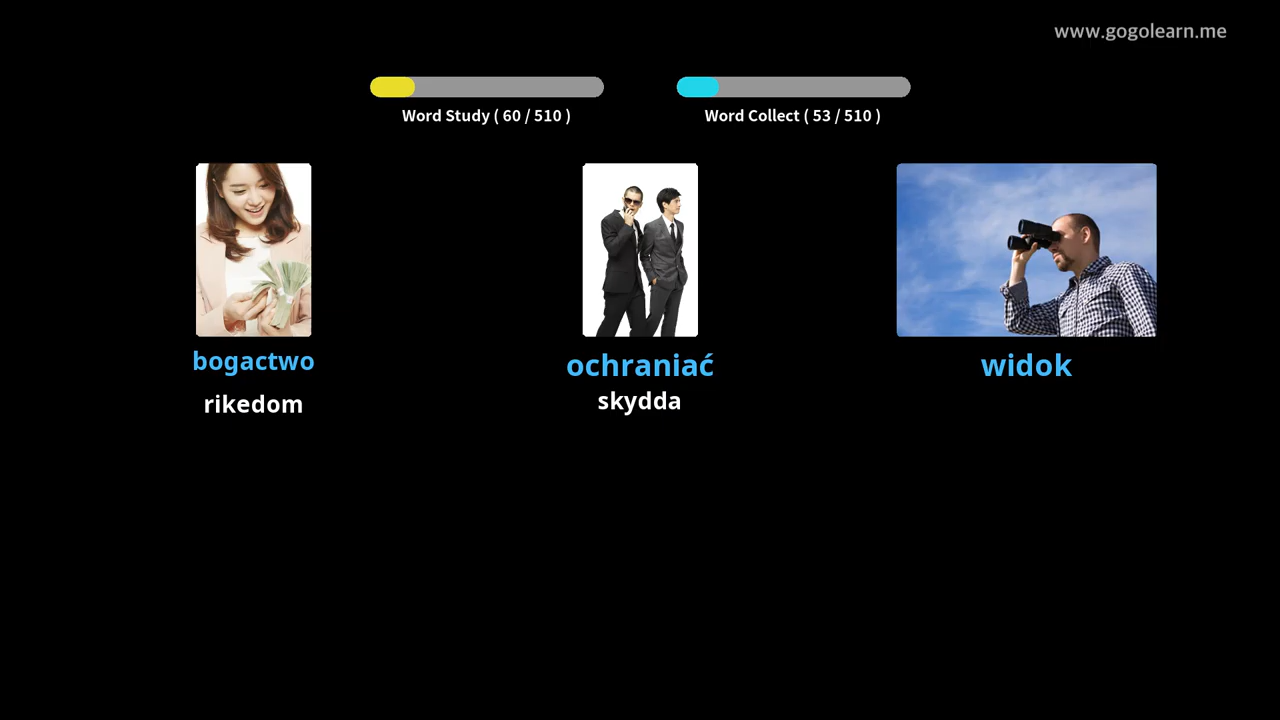 www.gogolearn.me
Word Study ( 60 / 510 )
Word Collect ( 53 / 510 )
bogactwo
rikedom
ochraniać
skydda
widok